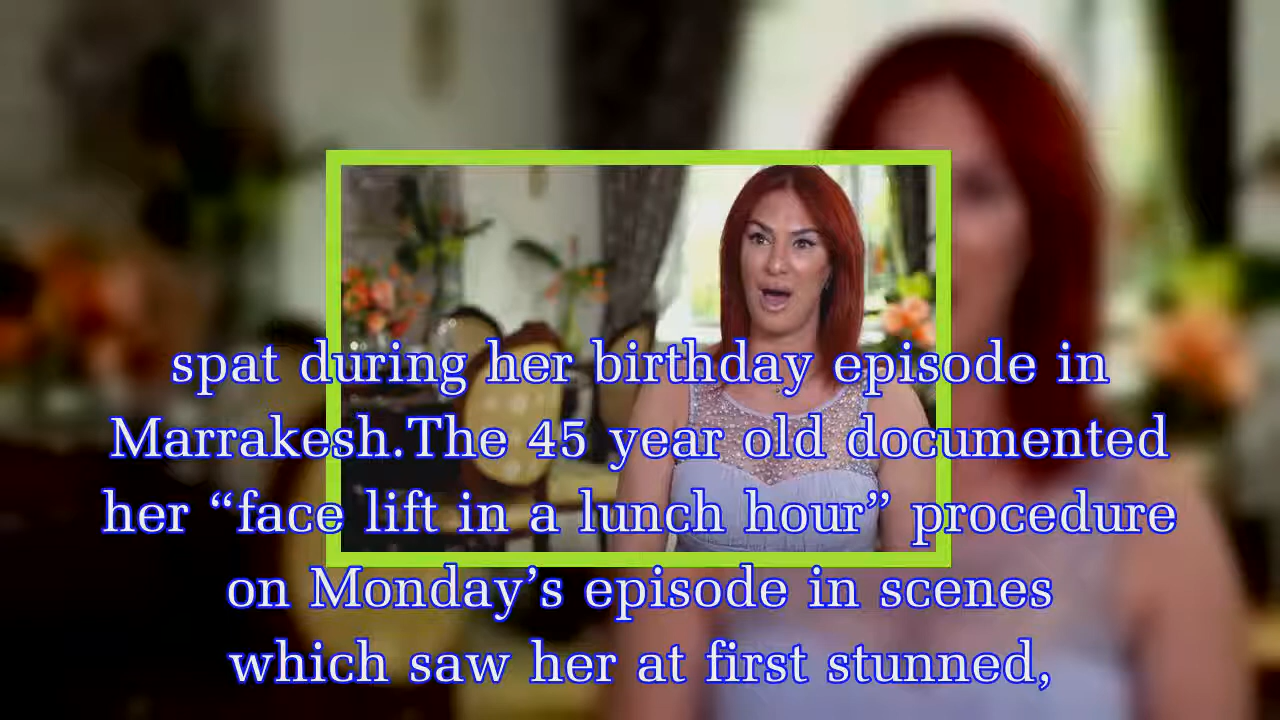 spat during her birthday episode in
Marrakesh.The 45 year old documented
her “face lift in a lunch hour” procedure
on Monday’s episode in scenes
which saw her at first stunned,